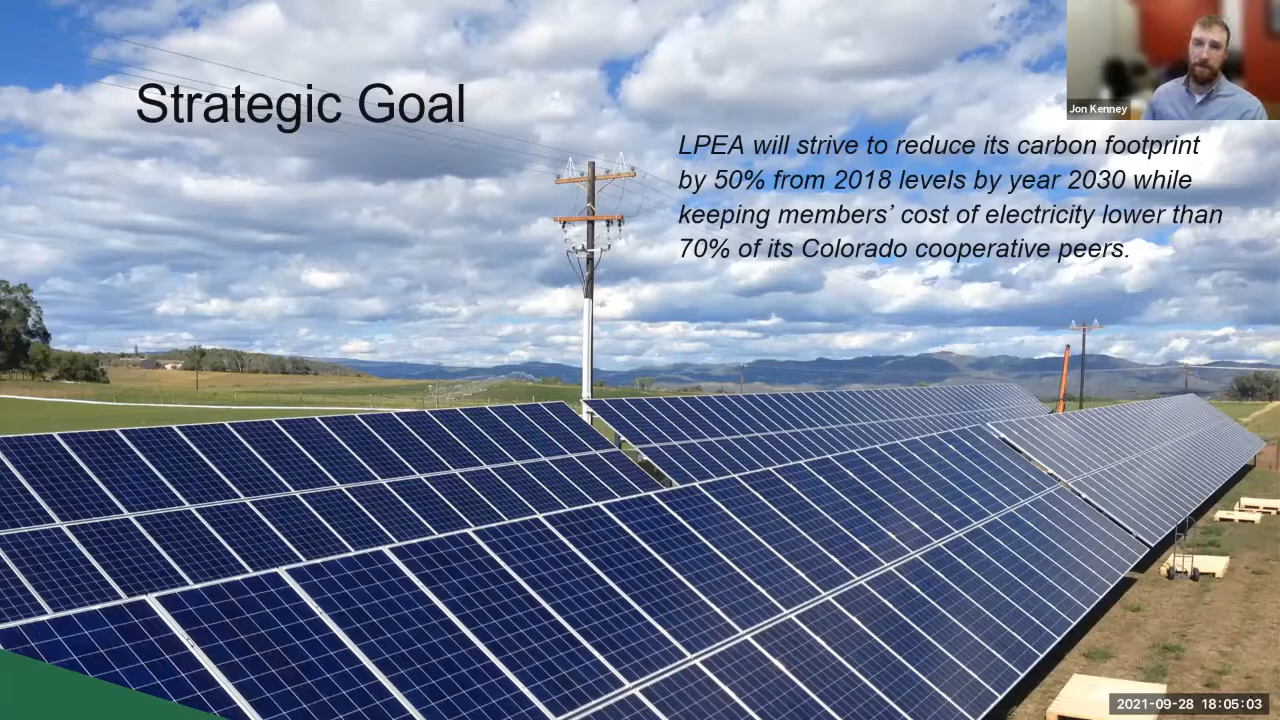 Strategic Goal
Jon Kenney
LPEA will strive to reduce its carbon footprint
by 50% from 2018 levels by year 2030 while
keeping members’ cost of electricity lower than
70% of its Colorado cooperative peers.
2021-09-28 18:05:03